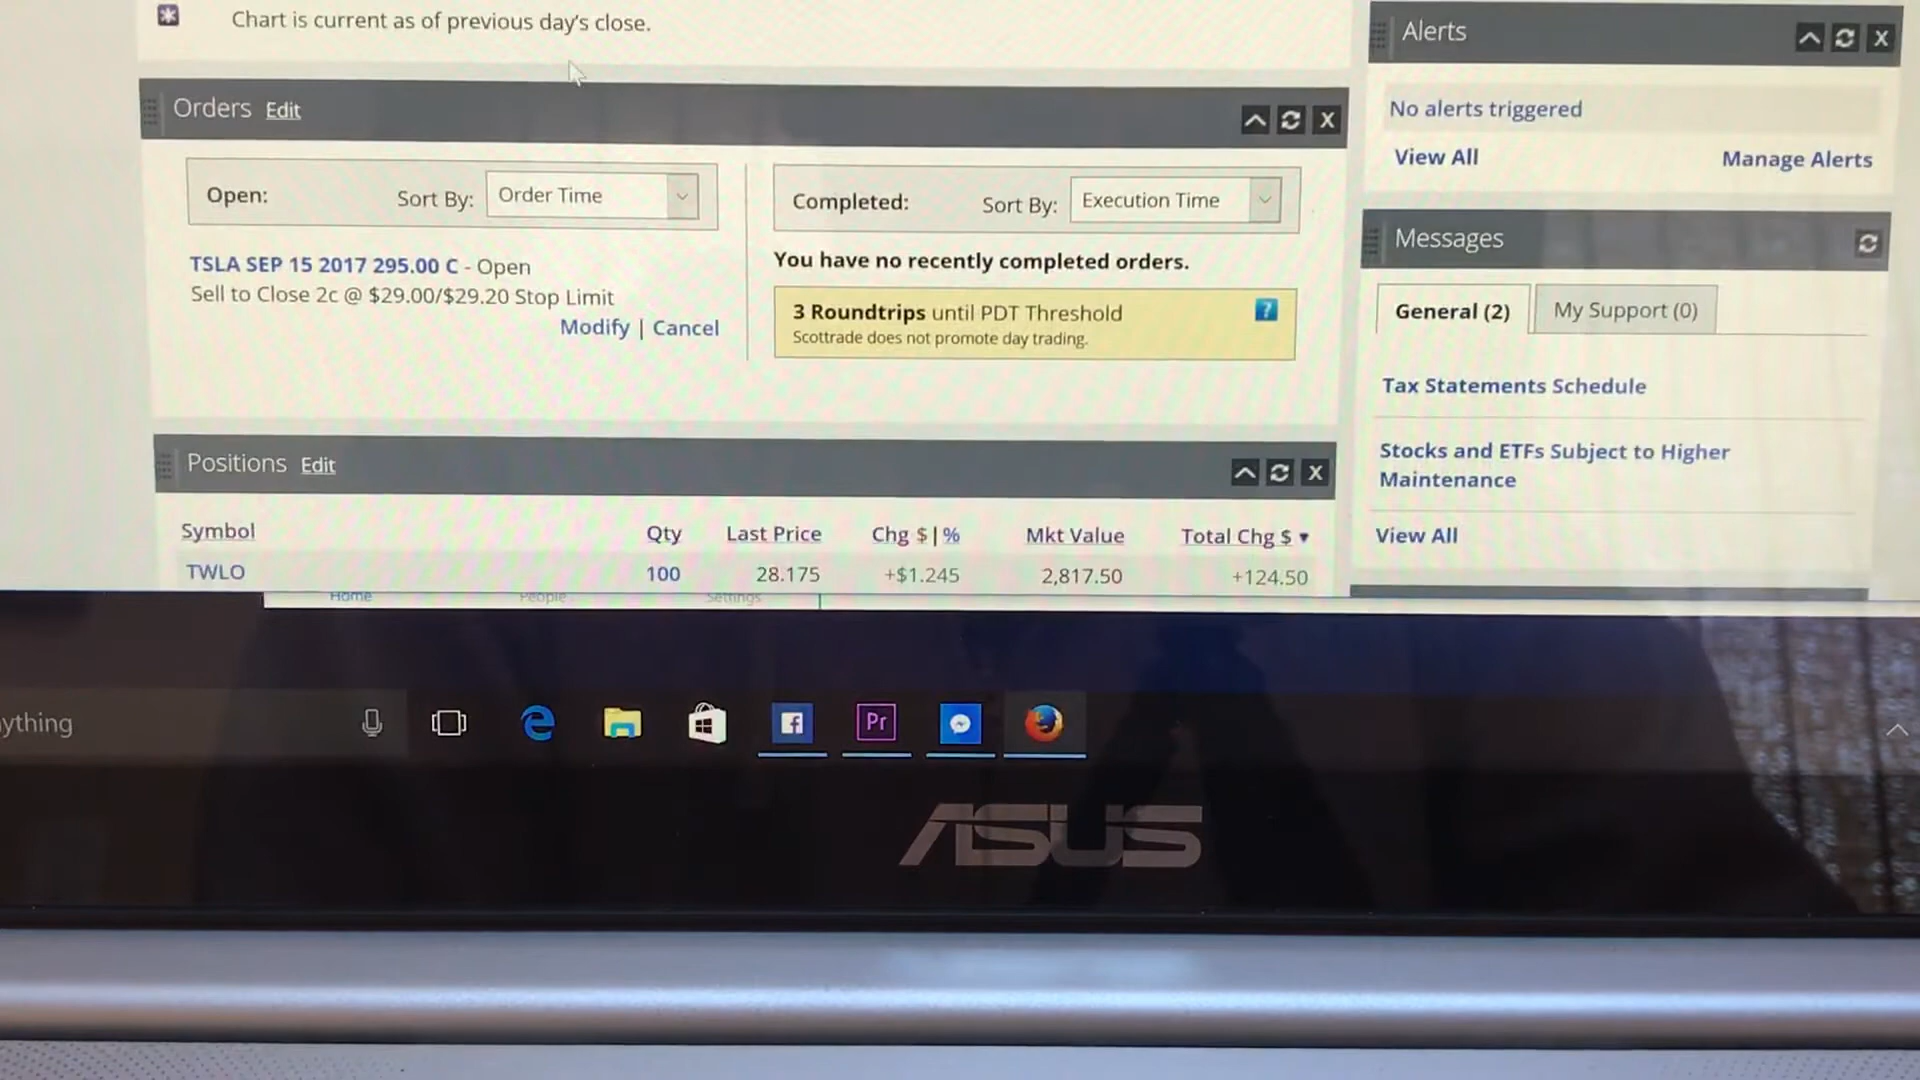 Chart is current as of previous day's close.
Orders Edit
Open: Sort By: Order Time
TSLA SEP 15 2017 295.00 C - Open
Sell to Close 2c @ $29.00/$29.20 Stop Limit
Modify | Cancel
Completed: Sort By: Execution Time
You have no recently completed orders.
3 Roundtrips until PDT Threshold ?
Scottrade does not promote day trading.
Positions Edit
Symbol Qty Last Price Chg $|% Mkt Value Total Chg $
TWLO 100 28.175 +$1.245 2,817.50 +124.50
Home People Settings
Alerts
No alerts triggered
View All Manage Alerts
Messages
General (2) My Support (0)
Tax Statements Schedule
Stocks and ETFs Subject to Higher
Maintenance
View All
ything
Pr
ASUS